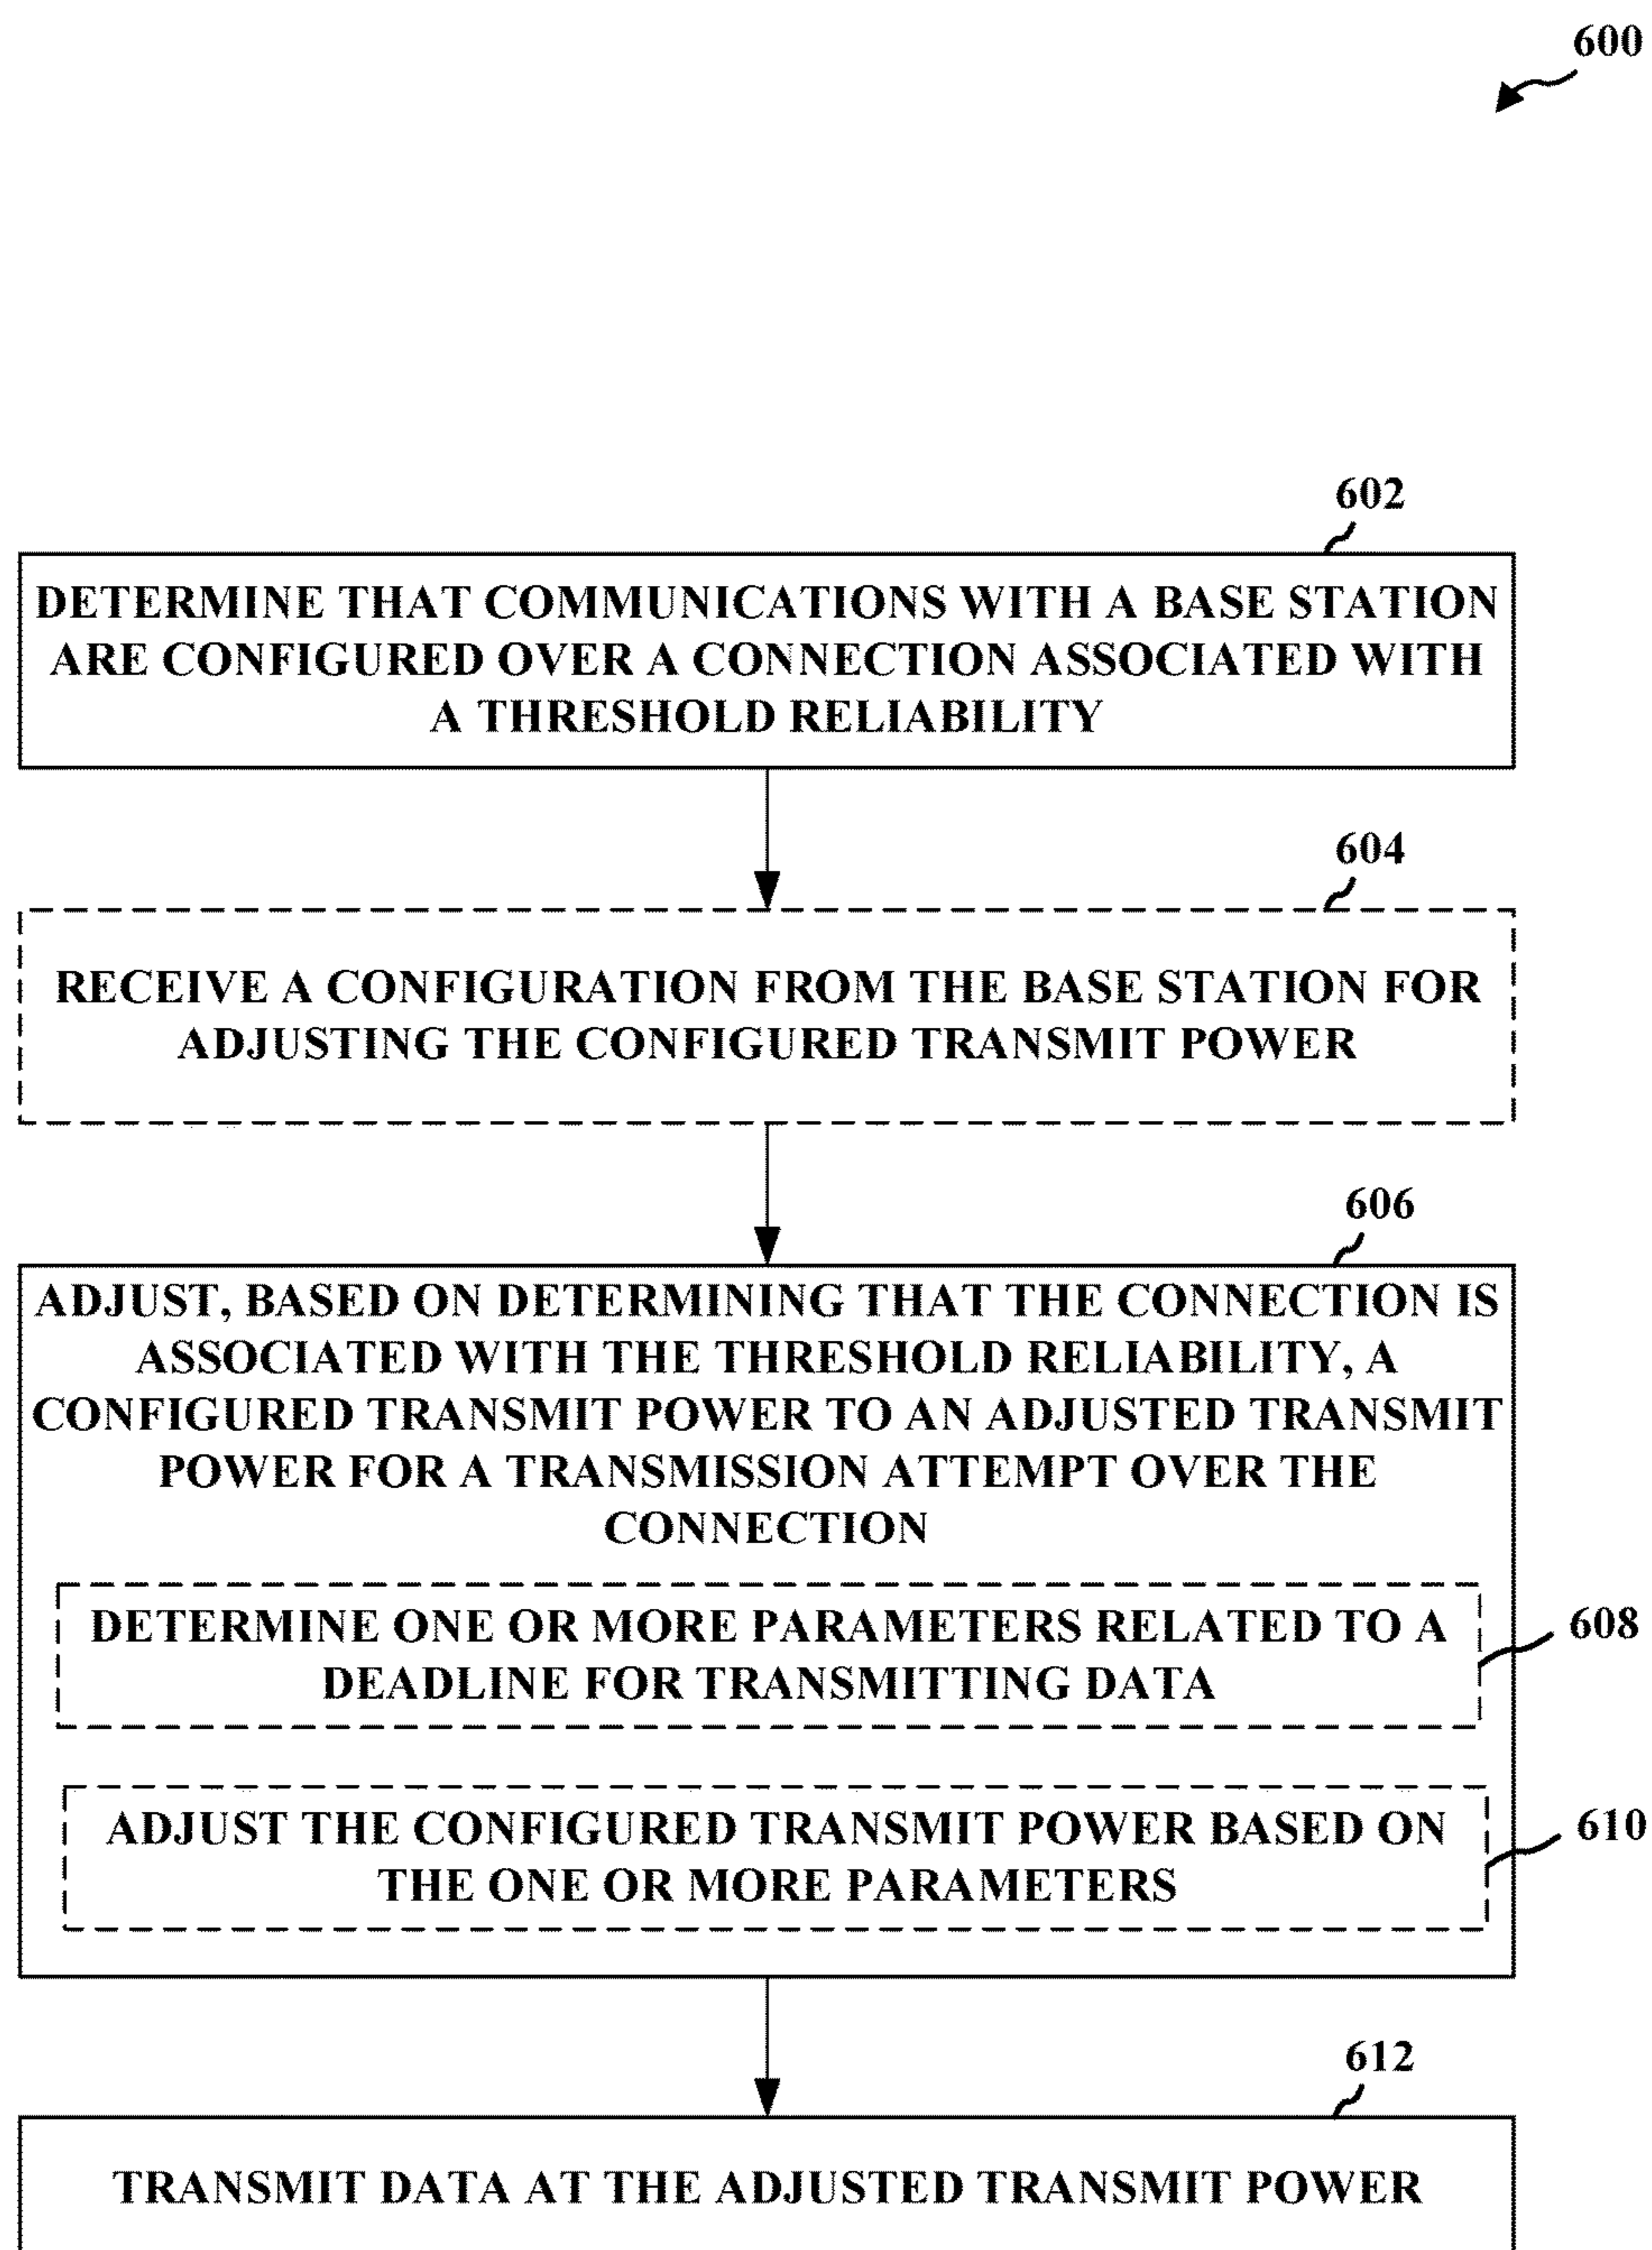 600
602
DETERMINE THAT COMMUNICATIONS WITH A BASE STATION
ARE CONFIGURED OVER A CONNECTION ASSOCIATED WITH
A THRESHOLD RELIABILITY
604
RECEIVE A CONFIGURATION FROM THE BASE STATION FOR
ADJUSTING THE CONFIGURED TRANSMIT POWER
606
ADJUST, BASED ON DETERMINING THAT THE CONNECTION IS
ASSOCIATED WITH THE THRESHOLD RELIABILITY, A
CONFIGURED TRANSMIT POWER TO AN ADJUSTED TRANSMIT
POWER FOR A TRANSMISSION ATTEMPT OVER THE
CONNECTION
DETERMINE ONE OR MORE PARAMETERS RELATED TO A
DEADLINE FOR TRANSMITTING DATA
608
ADJUST THE CONFIGURED TRANSMIT POWER BASED ON
THE ONE OR MORE PARAMETERS
610
612
TRANSMIT DATA AT THE ADJUSTED TRANSMIT POWER